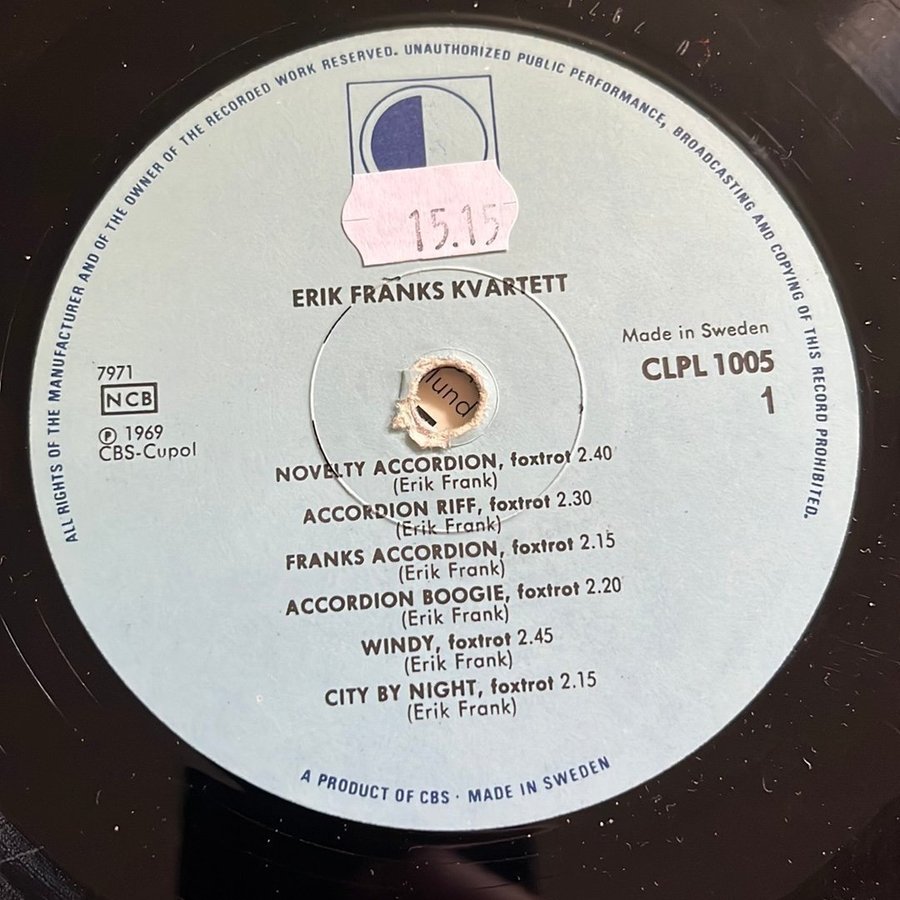 ALL RIGHTS OF THE MANUFACTURER AND OF THE OWNER OF THE RECORDED WORK RESERVED. UNAUTHORIZED PUBLIC PERFORMANCE, BROADCASTING AND COPYING OF THIS RECORD PROHIBITED.
15.15
ERIK FRANKS KVARTETT
Made in Sweden
CLPL 1005
1
7971
NCB
Ⓟ 1969
CBS-Cupol
lund
NOVELTY ACCORDION, foxtrot 2.40
(Erik Frank)
ACCORDION RIFF, foxtrot 2.30
(Erik Frank)
FRANKS ACCORDION, foxtrot 2.15
(Erik Frank)
ACCORDION BOOGIE, foxtrot 2.20
(Erik Frank)
WINDY, foxtrot 2.45
(Erik Frank)
CITY BY NIGHT, foxtrot 2.15
(Erik Frank)
A PRODUCT OF CBS · MADE IN SWEDEN